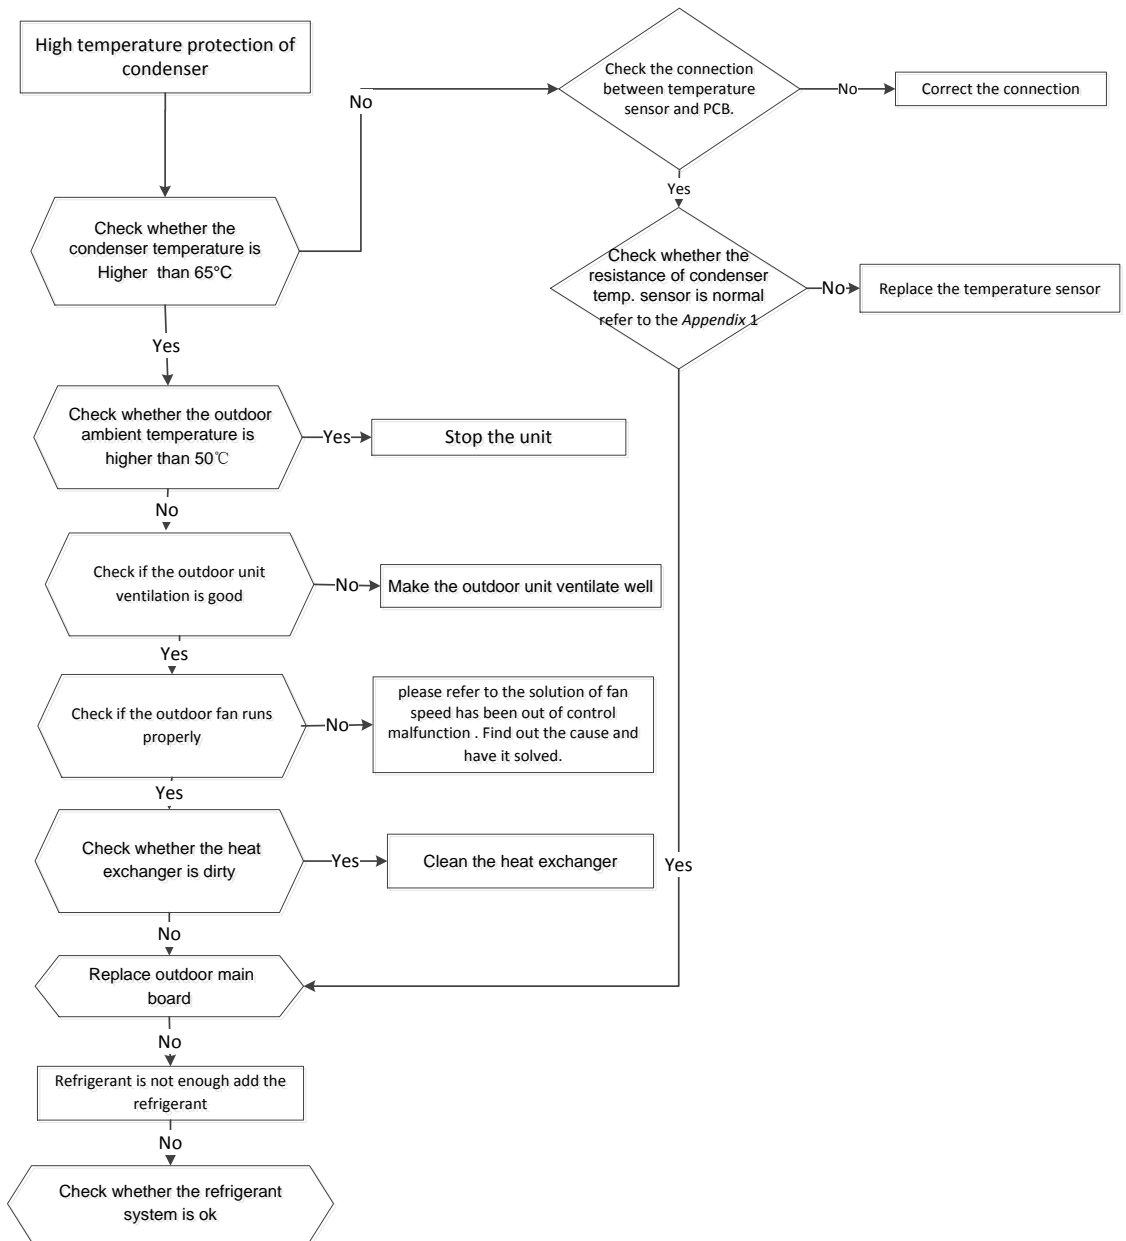 High temperature protection of
condenser
No
Check the connection
between temperature
sensor and PCB.
No
Correct the connection
Yes
Check whether the
condenser temperature is
Higher than 65°C
Check whether the
resistance of condenser
temp. sensor is normal
refer to the Appendix 1
No
Replace the temperature sensor
Yes
Check whether the outdoor
ambient temperature is
higher than 50℃
Yes
Stop the unit
No
Check if the outdoor unit
ventilation is good
No
Make the outdoor unit ventilate well
Yes
Check if the outdoor fan runs
properly
No
please refer to the solution of fan
speed has been out of control
malfunction . Find out the cause and
have it solved.
Yes
Check whether the heat
exchanger is dirty
Yes
Clean the heat exchanger
Yes
No
Replace outdoor main
board
No
Refrigerant is not enough add the
refrigerant
No
Check whether the refrigerant
system is ok